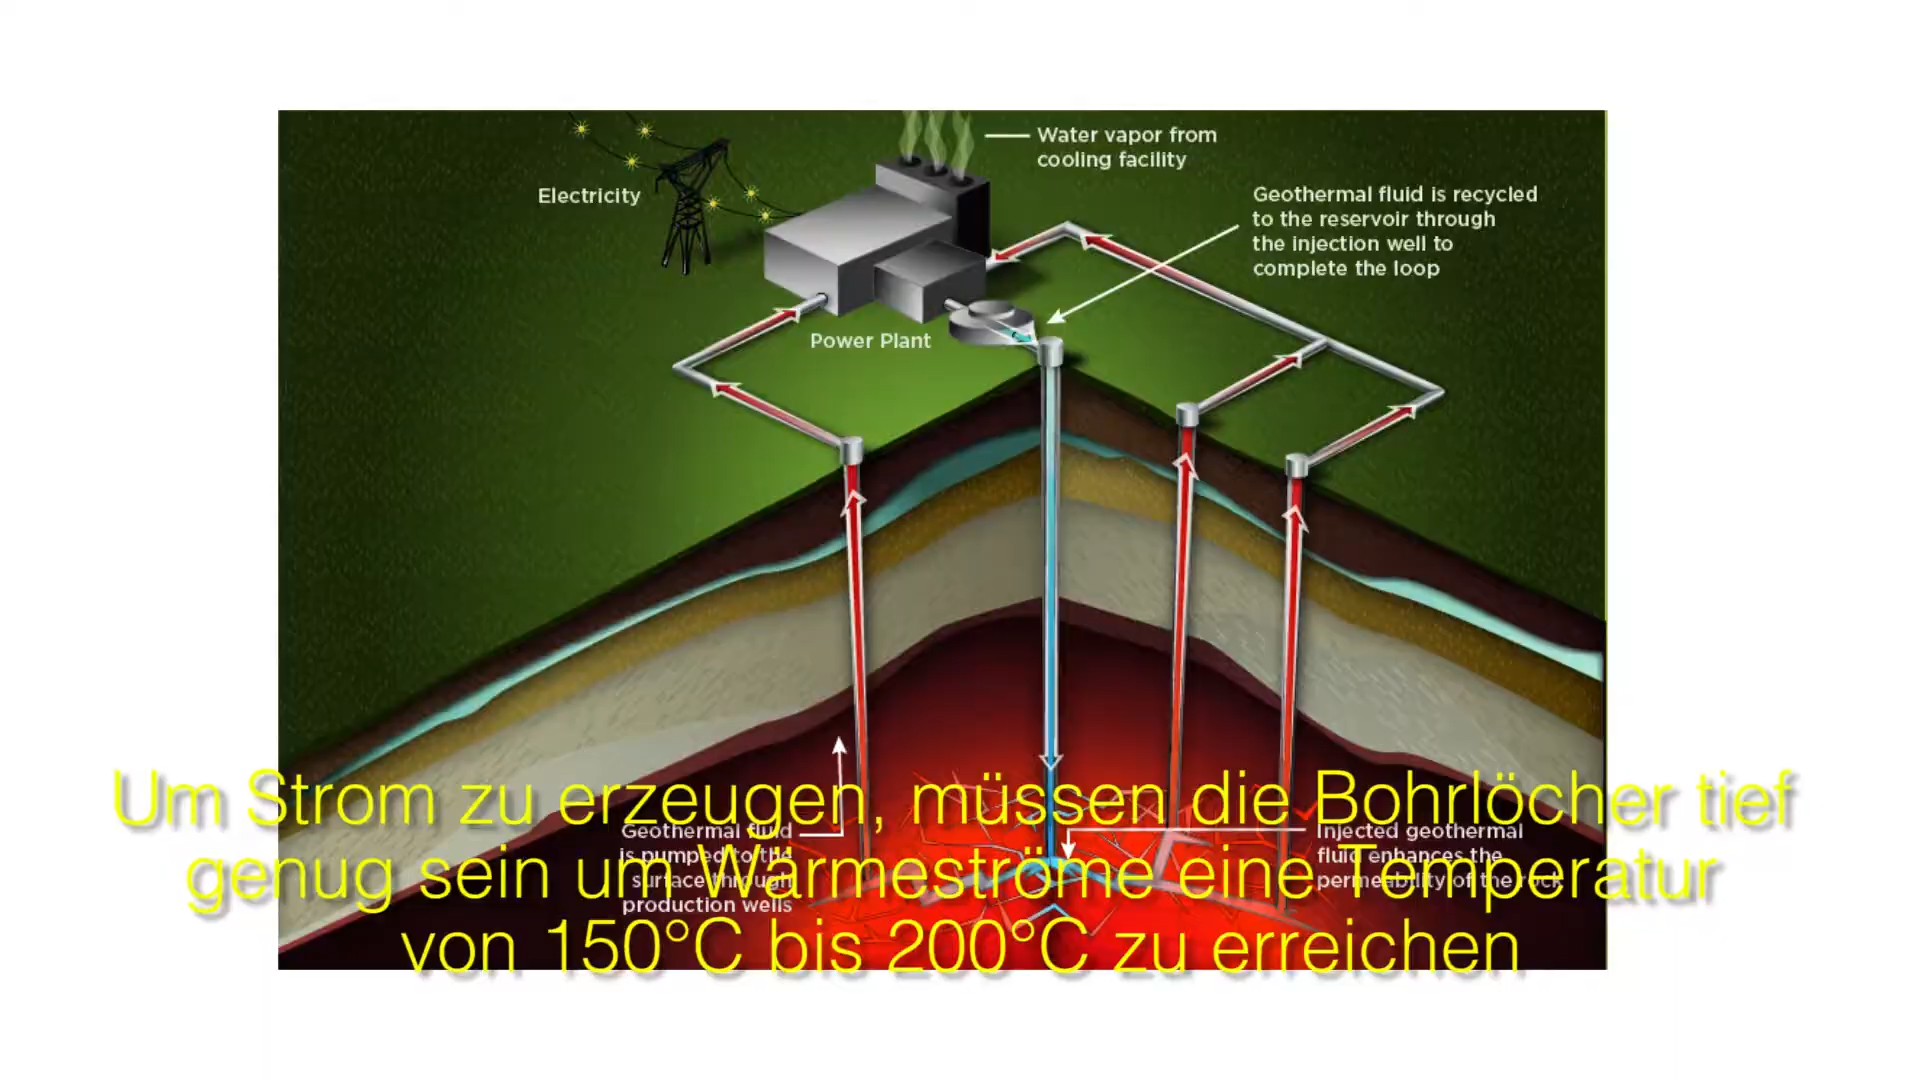 Water vapor from
cooling facility
Electricity
Geothermal fluid is recycled
to the reservoir through
the injection well to
complete the loop
Power Plant
Geothermal fluid
is pumped to the
surface through
production wells
Injected geothermal
fluid enhances the
permeability of the rock
Um Strom zu erzeugen, müssen die Bohrlöcher tief
genug sein um Wärmeströme eine Temperatur
von 150°C bis 200°C zu erreichen